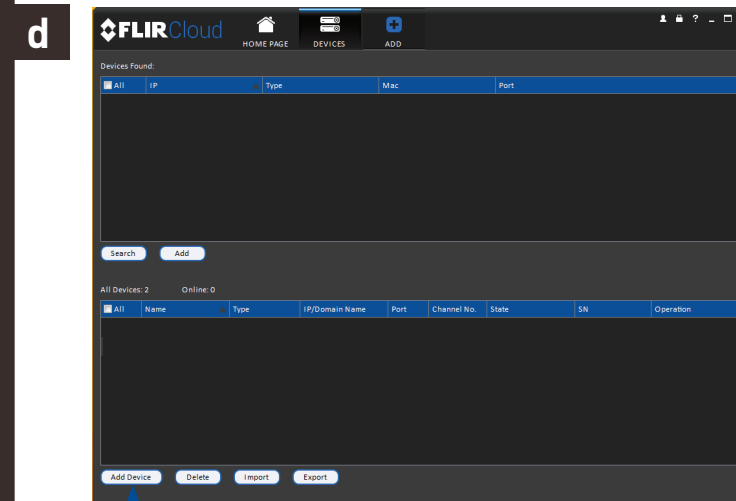 d
FLIRCloud
HOME PAGE DEVICES ADD
?
Devices Found:
All IP Type Mac Port
Search Add
All Devices: 2 Online: 0
All Name Type IP/Domain Name Port Channel No. State SN Operation
Add Device Delete Import Export